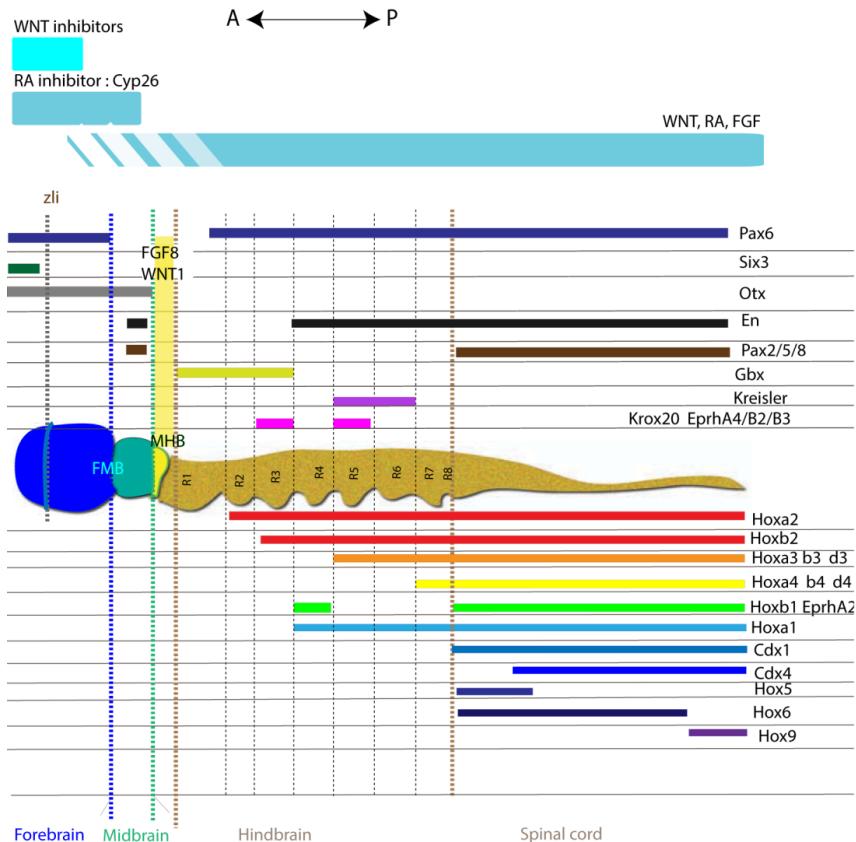 A P
WNT inhibitors
RA inhibitor : Cyp26
WNT, RA, FGF
zli
Pax6
FGF8
WNT1
Six3
Otx
En
Pax2/5/8
Gbx
Kreisler
Krox20 EprhA4/B2/B3
MHB
FMB
R1 R2 R3 R4 R5 R6 R7 R8
Hoxa2
Hoxb2
Hoxa3 b3 d3
Hoxa4 b4 d4
Hoxb1 EprhA2
Hoxa1
Cdx1
Cdx4
Hox5
Hox6
Hox9
Forebrain Midbrain Hindbrain Spinal cord